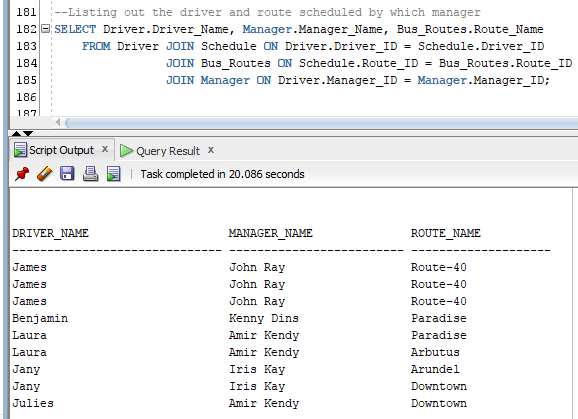 181 --Listing out the driver and route scheduled by which manager
182 SELECT Driver.Driver_Name, Manager.Manager_Name, Bus_Routes.Route_Name
183 FROM Driver JOIN Schedule ON Driver.Driver_ID = Schedule.Driver_ID
184 JOIN Bus_Routes ON Schedule.Route_ID = Bus_Routes.Route_ID
185 JOIN Manager ON Driver.Manager_ID = Manager.Manager_ID;
186
187
Script Output x Query Result x
Task completed in 20.086 seconds
DRIVER_NAME MANAGER_NAME ROUTE_NAME
------------------------------ ------------------------- --------------------
James John Ray Route-40
James John Ray Route-40
James John Ray Route-40
Benjamin Kenny Dins Paradise
Laura Amir Kendy Paradise
Laura Amir Kendy Arbutus
Jany Iris Kay Arundel
Jany Iris Kay Downtown
Julies Amir Kendy Downtown